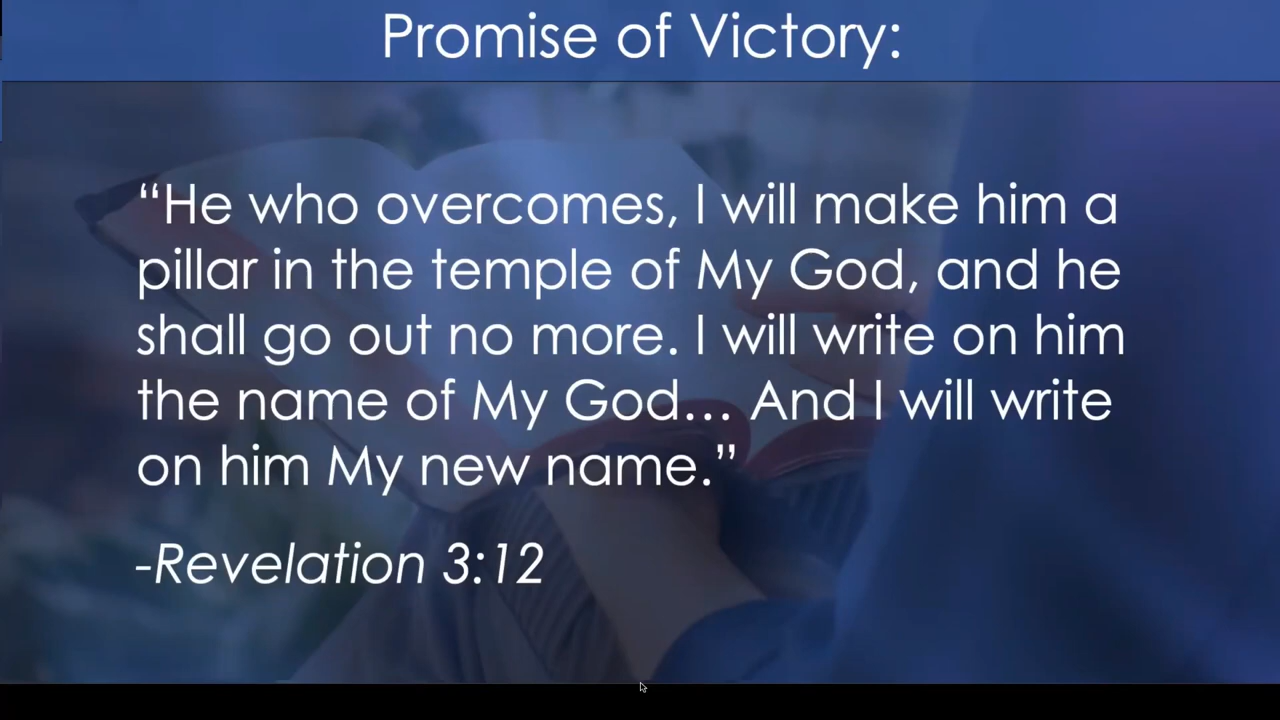 Promise of Victory:
“He who overcomes, I will make him a
pillar in the temple of My God, and he
shall go out no more. I will write on him
the name of My God… And I will write
on him My new name.”
-Revelation 3:12